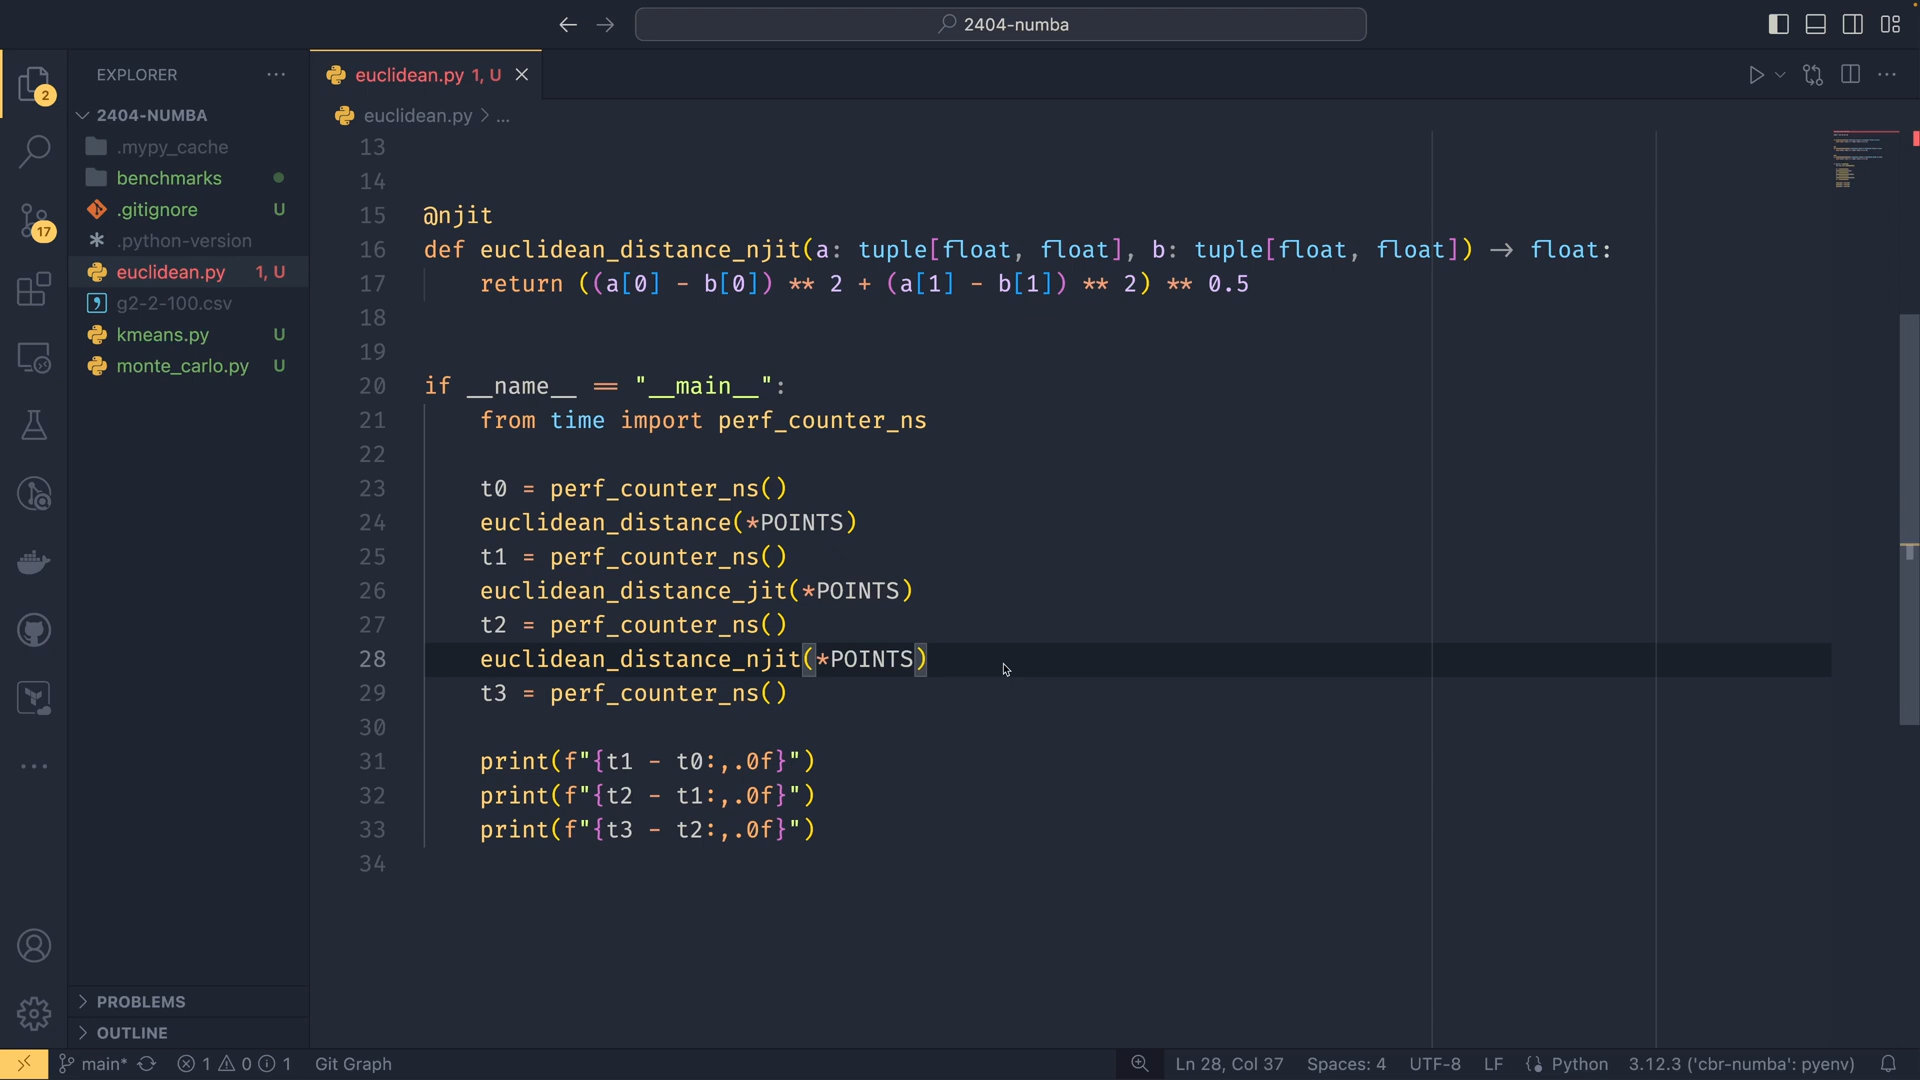 2404-numba
EXPLORER
euclidean.py 1, U
2404-NUMBA
euclidean.py > ...
.mypy_cache
benchmarks
.gitignore U
.python-version
euclidean.py 1, U
g2-2-100.csv
kmeans.py U
monte_carlo.py U
2
17
13
14
15 @njit
16 def euclidean_distance_njit(a: tuple[float, float], b: tuple[float, float]) → float:
17 return ((a[0] - b[0]) ** 2 + (a[1] - b[1]) ** 2) ** 0.5
18
19
20 if __name__ == "__main__":
21 from time import perf_counter_ns
22
23 t0 = perf_counter_ns()
24 euclidean_distance(*POINTS)
25 t1 = perf_counter_ns()
26 euclidean_distance_jit(*POINTS)
27 t2 = perf_counter_ns()
28 euclidean_distance_njit(*POINTS)
29 t3 = perf_counter_ns()
30
31 print(f"{t1 - t0:,.0f}")
32 print(f"{t2 - t1:,.0f}")
33 print(f"{t3 - t2:,.0f}")
34
PROBLEMS
OUTLINE
main* 1 0 1 Git Graph Ln 28, Col 37 Spaces: 4 UTF-8 LF Python 3.12.3 ('cbr-numba': pyenv)